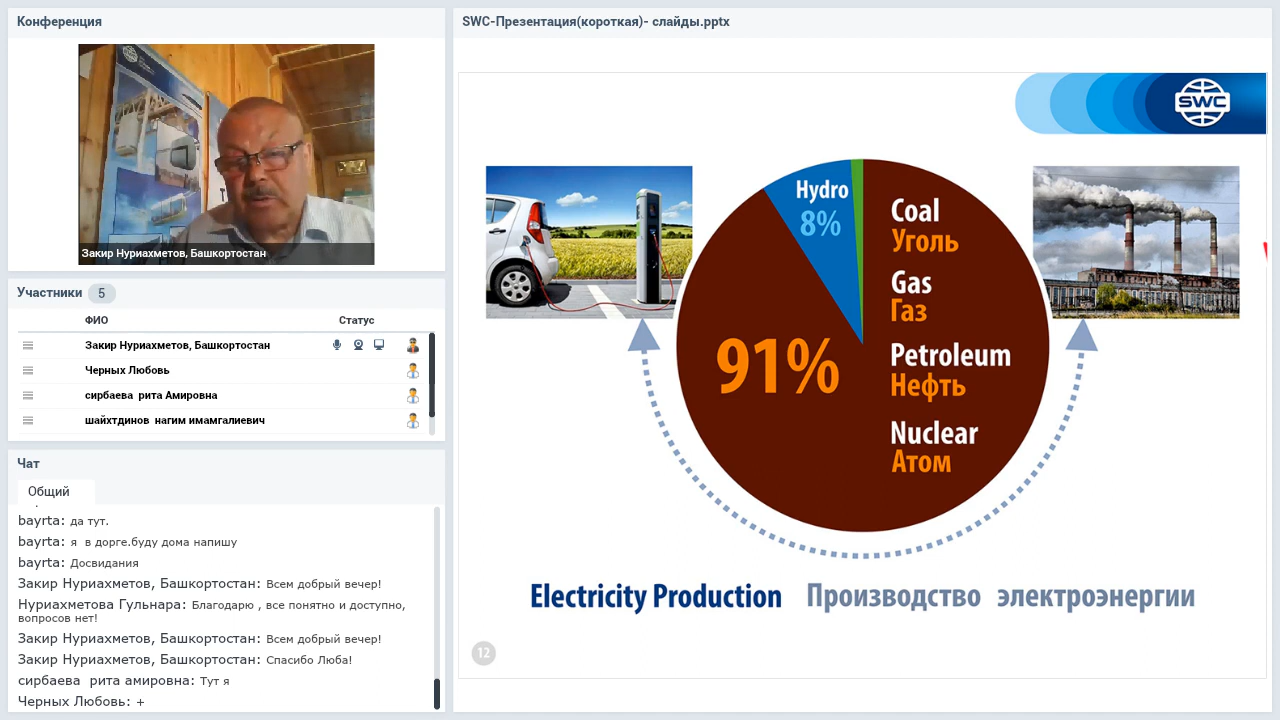 Конференция
Закир Нуриахметов, Башкортостан
Участники 5
ФИО Статус
Закир Нуриахметов, Башкортостан
Черных Любовь
сирбаева рита Амировна
шайхтдинов нагим имамгалиевич
Чат
Общий
bayrta: да тут.
bayrta: я в дорге.буду дома напишу
bayrta: Досвидания
Закир Нуриахметов, Башкортостан: Всем добрый вечер!
Нуриахметова Гульнара: Благодарю , все понятно и доступно,
вопросов нет!
Закир Нуриахметов, Башкортостан: Всем добрый вечер!
Закир Нуриахметов, Башкортостан: Спасибо Люба!
сирбаева рита амировна: Тут я
Черных Любовь: +
SWC-Презентация(короткая)- слайды.pptx
SWC
Hydro
8%
91%
Coal
Уголь
Gas
Газ
Petroleum
Нефть
Nuclear
Атом
Electricity Production Производство электроэнергии
12